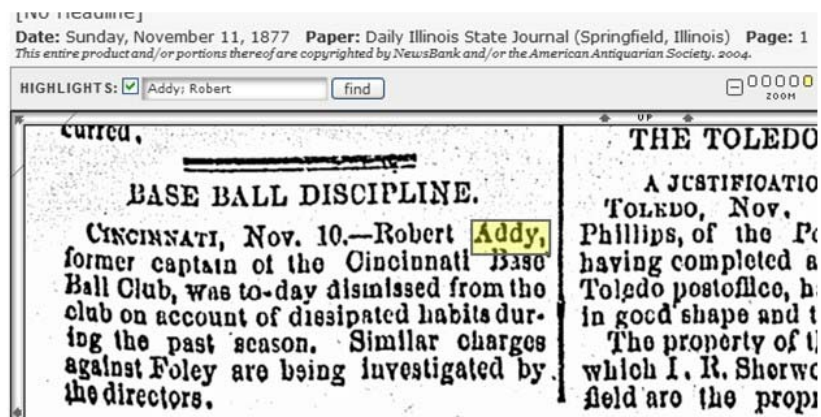 [No Headline]
Date: Sunday, November 11, 1877 Paper: Daily Illinois State Journal (Springfield, Illinois) Page: 1
This entire product and/or portions thereof are copyrighted by NewsBank and/or the American Antiquarian Society. 2004.
HIGHLIGHTS: Addy; Robert find
ZOOM
UP
curred.
BASE BALL DISCIPLINE.
CINCINNATI, Nov. 10.—Robert Addy,
former captain of the Cincinnati Base
Ball Club, was to-day dismissed from the
club on account of dissipated habits dur-
ing the past season. Similar charges
against Foley are being investigated by
the directors.
THE TOLEDO
A JUSTIFICATIO
TOLEDO, Nov.
Phillips, of the Po
having completed a
Toledo postoffice, h
in good shape and t
The property of t
which I. R. Sherwo
field are the prop